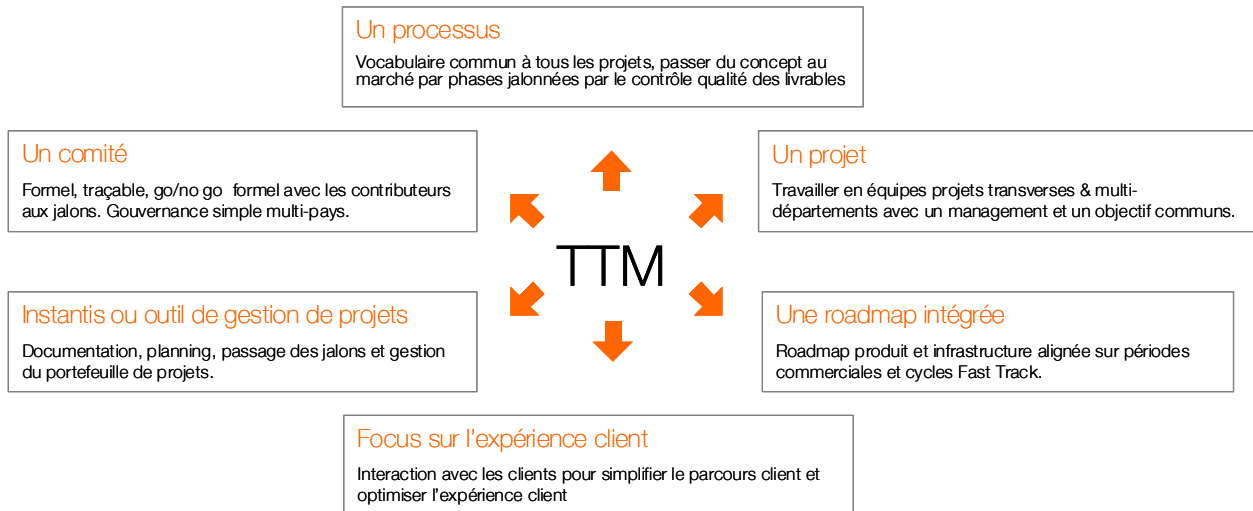 Un processus
Vocabulaire commun à tous les projets, passer du concept au
marché par phases jalonnées par le contrôle qualité des livrables
Un comité
Formel, traçable, go/no go formel avec les contributeurs
aux jalons. Gouvernance simple multi-pays.
Un projet
Travailler en équipes projets transverses & multi-
départements avec un management et un objectif communs.
TTM
Instantis ou outil de gestion de projets
Documentation, planning, passage des jalons et gestion
du portefeuille de projets.
Une roadmap intégrée
Roadmap produit et infrastructure alignée sur périodes
commerciales et cycles Fast Track.
Focus sur l'expérience client
Interaction avec les clients pour simplifier le parcours client et
optimiser l'expérience client